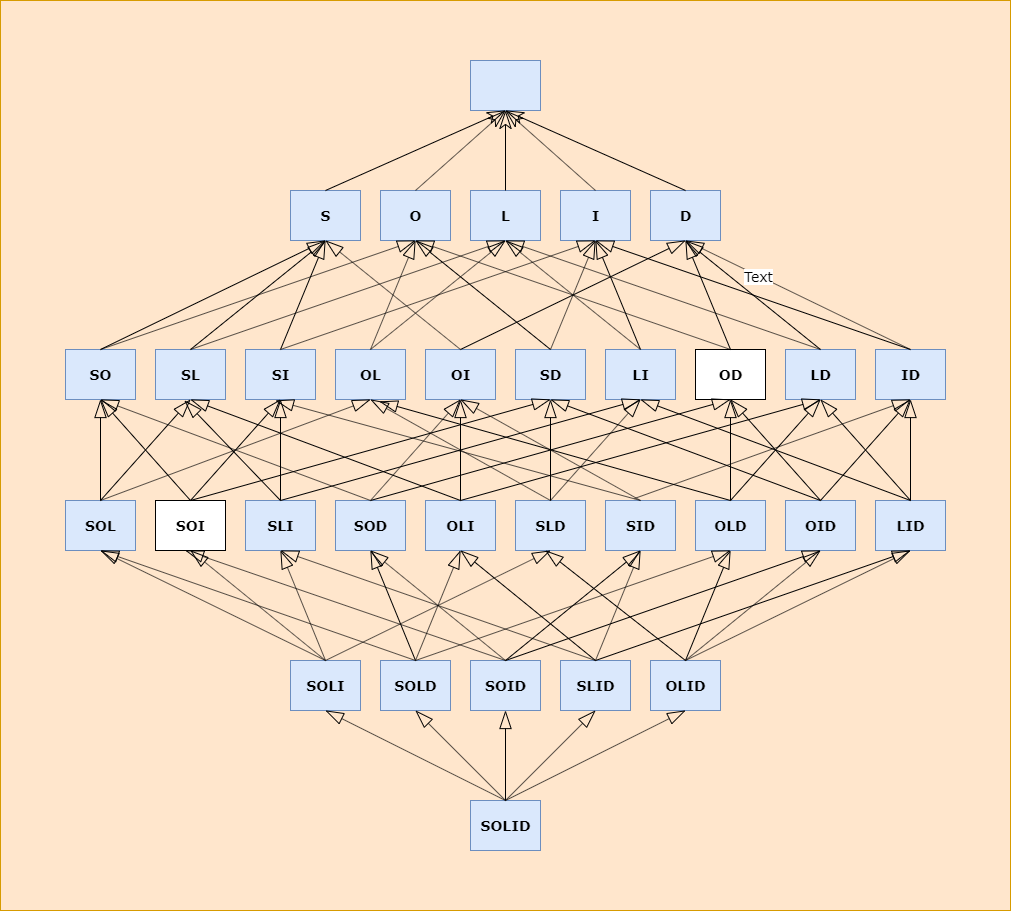 S O L I D
Text
SO SL SI OL OI SD LI OD LD ID
SOL SOI SLI SOD OLI SLD SID OLD OID LID
SOLI SOLD SOID SLID OLID
SOLID